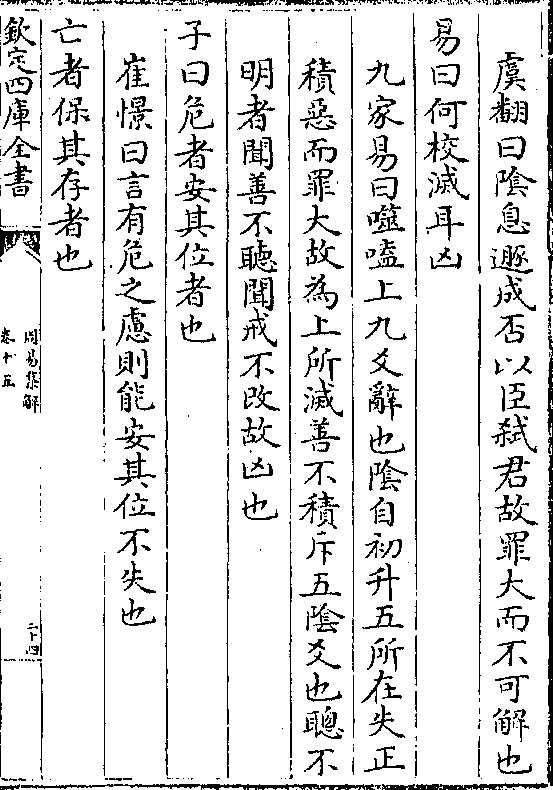 虞翻曰陰息遯成否以臣弑君故罪大而不可解也
易曰何校滅耳凶
九家易曰噬嗑上九爻辭也陰自初升五所在失正
積惡而罪大故為上所滅善不積斥五陰爻也聰不
明者聞善不聽聞戒不改故凶也
子曰危者安其位者也
崔憬曰言有危之慮則能安其位不失也
亡者保其存者也
欽定四庫全書
周易集解
卷十五
二十四